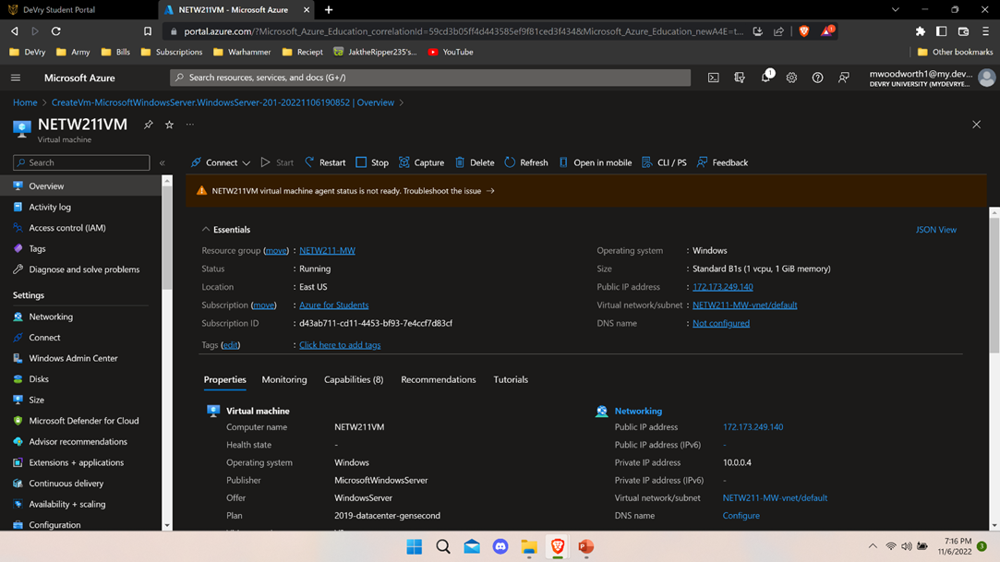 DeVry Student Portal
NETW211VM - Microsoft Azure
portal.azure.com/?Microsoft_Azure_Education_correlationId=59cd3b05ff4d443585ef9f81ced3f434&Microsoft_Azure_Education_newA4E=t...
1
DeVry Army Bills Subscriptions Warhammer Reciept JaktheRipper235's... YouTube Other bookmarks
Microsoft Azure
Search resources, services, and docs (G+/)
1
mwoodworth1@my.dev...
DEVRY UNIVERSITY (MYDEVRYE...
Home > CreateVm-MicrosoftWindowsServer.WindowsServer-201-20221106190852 | Overview >
NETW211VM
Virtual machine
Search
Connect Start Restart Stop Capture Delete Refresh Open in mobile CLI / PS Feedback
NETW211VM virtual machine agent status is not ready. Troubleshoot the issue →
Overview
Activity log
Access control (IAM)
Tags
Diagnose and solve problems
Settings
Networking
Connect
Windows Admin Center
Disks
Size
Microsoft Defender for Cloud
Advisor recommendations
Extensions + applications
Continuous delivery
Availability + scaling
Configuration
Essentials
JSON View
Resource group (move) : NETW211-MW
Status : Running
Location : East US
Subscription (move) : Azure for Students
Subscription ID : d43ab711-cd11-4453-bf93-7e4ccf7d83cf
Tags (edit) : Click here to add tags
Operating system : Windows
Size : Standard B1s (1 vcpu, 1 GiB memory)
Public IP address : 172.173.249.140
Virtual network/subnet : NETW211-MW-vnet/default
DNS name : Not configured
Properties Monitoring Capabilities (8) Recommendations Tutorials
Virtual machine
Computer name NETW211VM
Health state -
Operating system Windows
Publisher MicrosoftWindowsServer
Offer WindowsServer
Plan 2019-datacenter-gensecond
Networking
Public IP address 172.173.249.140
Public IP address (IPv6) -
Private IP address 10.0.0.4
Private IP address (IPv6) -
Virtual network/subnet NETW211-MW-vnet/default
DNS name Configure
7:16 PM
11/6/2022
3